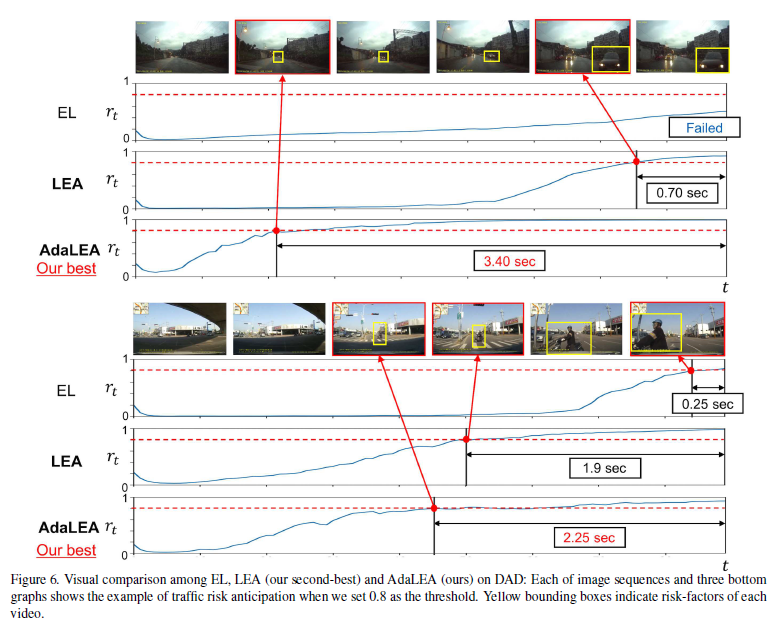 1
EL r_t
0
Failed
1
LEA r_t
0
0.70 sec
1
AdaLEA r_t
Our best
0
3.40 sec
t
1
EL r_t
0
0.25 sec
1
LEA r_t
0
1.9 sec
1
AdaLEA r_t
Our best
0
2.25 sec
t
Figure 6. Visual comparison among EL, LEA (our second-best) and AdaLEA (ours) on DAD: Each of image sequences and three bottom
graphs shows the example of traffic risk anticipation when we set 0.8 as the threshold. Yellow bounding boxes indicate risk-factors of each
video.